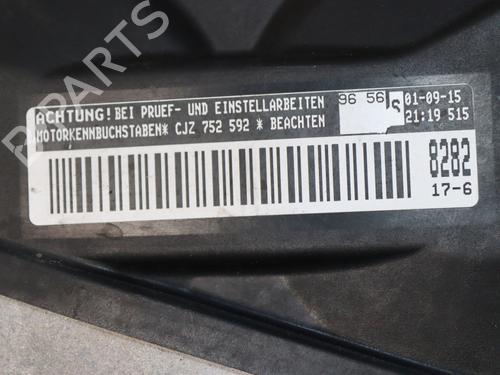 ACHTUNG! BEI PRUEF- UND EINSTELLARBEITEN
MOTORKENNBUCHSTABEN* CJZ 752 592 * BEACHTEN
96 56
S
01-09-15
21:19 515
8282
17-6
B PARTS